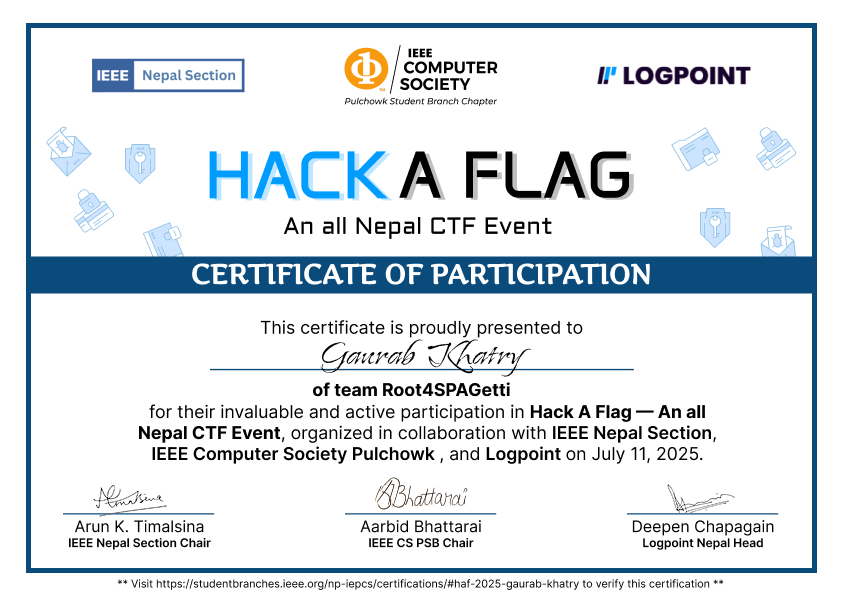 IEEE Nepal Section
IEEE
COMPUTER
SOCIETY
TM
Pulchowk Student Branch Chapter
LOGPOINT
HACK A FLAG
An all Nepal CTF Event
CERTIFICATE OF PARTICIPATION
This certificate is proudly presented to
Gaurab Khatry
of team Root4SPAGetti
for their invaluable and active participation in Hack A Flag — An all
Nepal CTF Event, organized in collaboration with IEEE Nepal Section,
IEEE Computer Society Pulchowk , and Logpoint on July 11, 2025.
ABhattarai
Arun K. Timalsina
Aarbid Bhattarai
Deepen Chapagain
IEEE Nepal Section Chair
IEEE CS PSB Chair
Logpoint Nepal Head
** Visit https://studentbranches.ieee.org/np-iepcs/certifications/#haf-2025-gaurab-khatry to verify this certification **